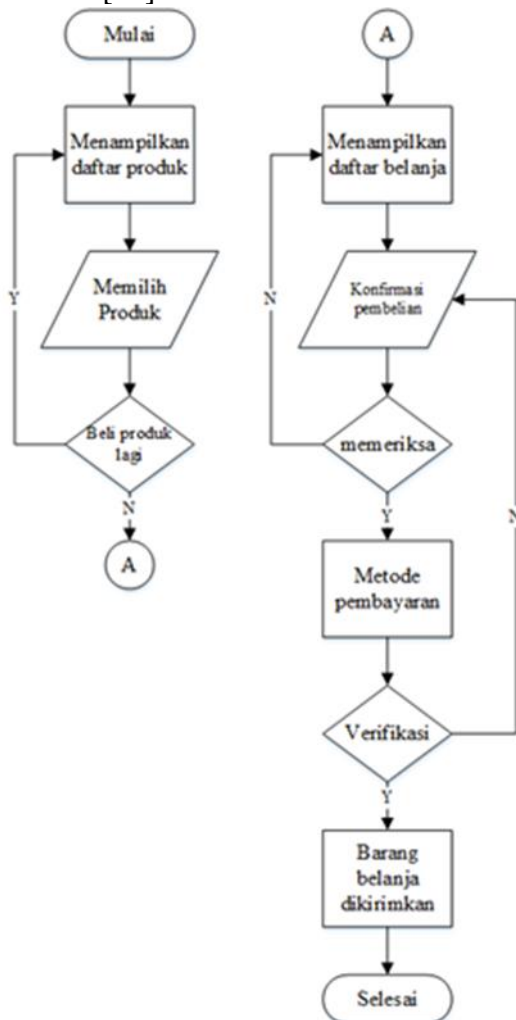 Mulai
Menampilkan
daftar produk
Y
Memilih
Produk
Beli produk
lagi
N
A
A
Menampilkan
daftar belanja
N
Konfirmasi
pembelian
memeriksa
Y
N
Metode
pembayaran
Verifikasi
Y
Barang
belanja
dikirimkan
Selesai